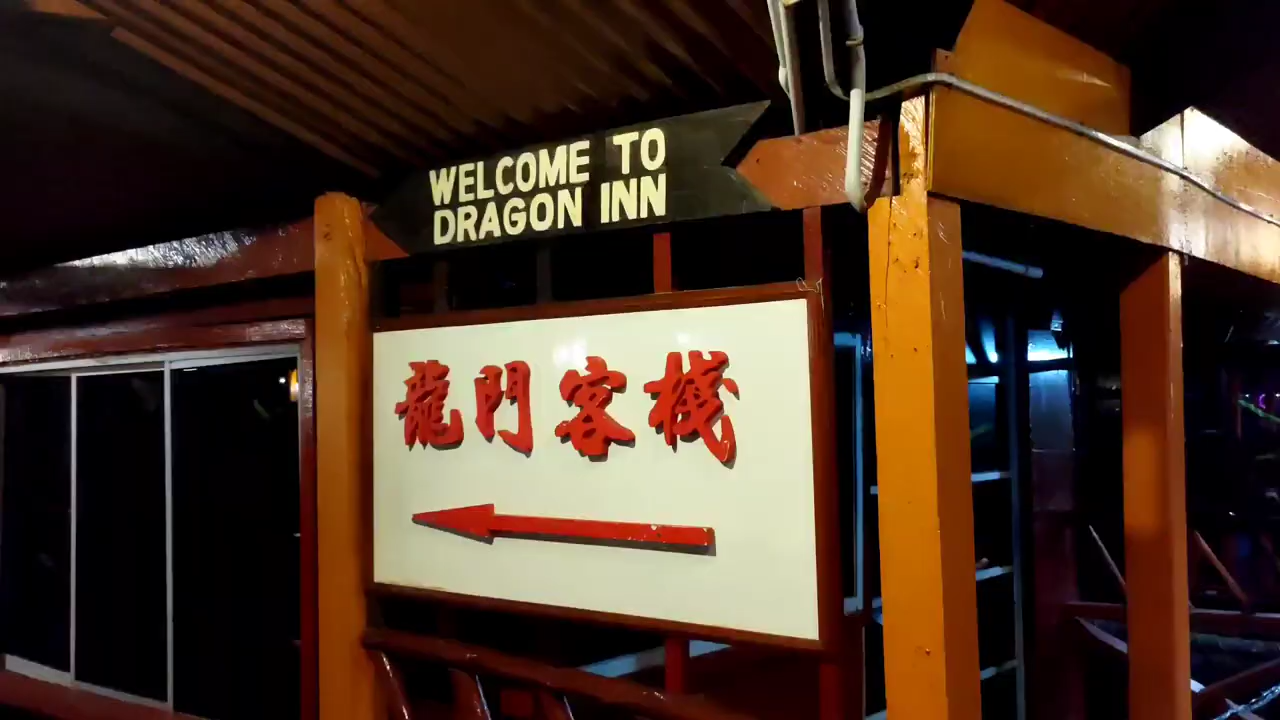 WELCOME TO
DRAGON INN
龍門客棧